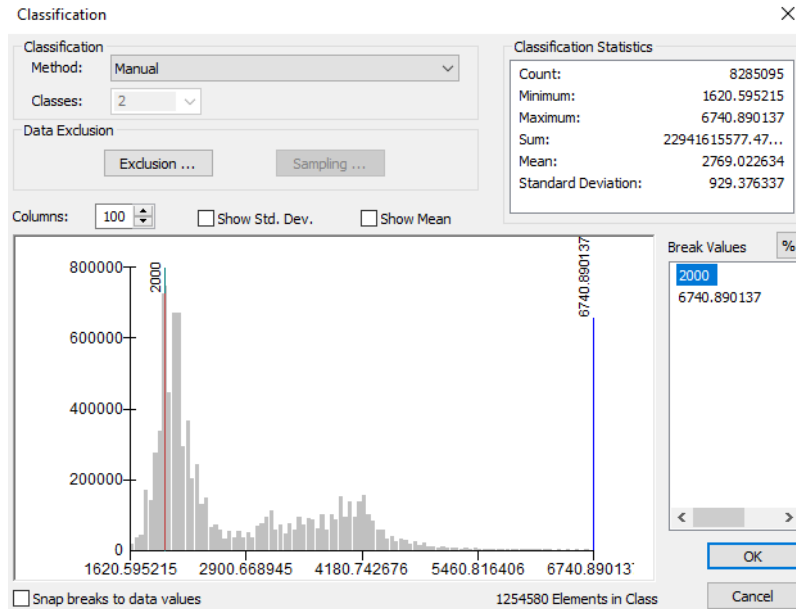 Classification
Classification
Method: Manual
Classes: 2
Data Exclusion
Exclusion ...
Sampling ...
Classification Statistics
Count: 8285095
Minimum: 1620.595215
Maximum: 6740.890137
Sum: 22941615577.47...
Mean: 2769.022634
Standard Deviation: 929.376337
Columns: 100
Show Std. Dev.
Show Mean
Break Values
%
2000
6740.890137
800000
600000
400000
200000
0
2000
6740.890137
1620.595215 2900.668945 4180.742676 5460.816406 6740.89013
Snap breaks to data values
1254580 Elements in Class
OK
Cancel